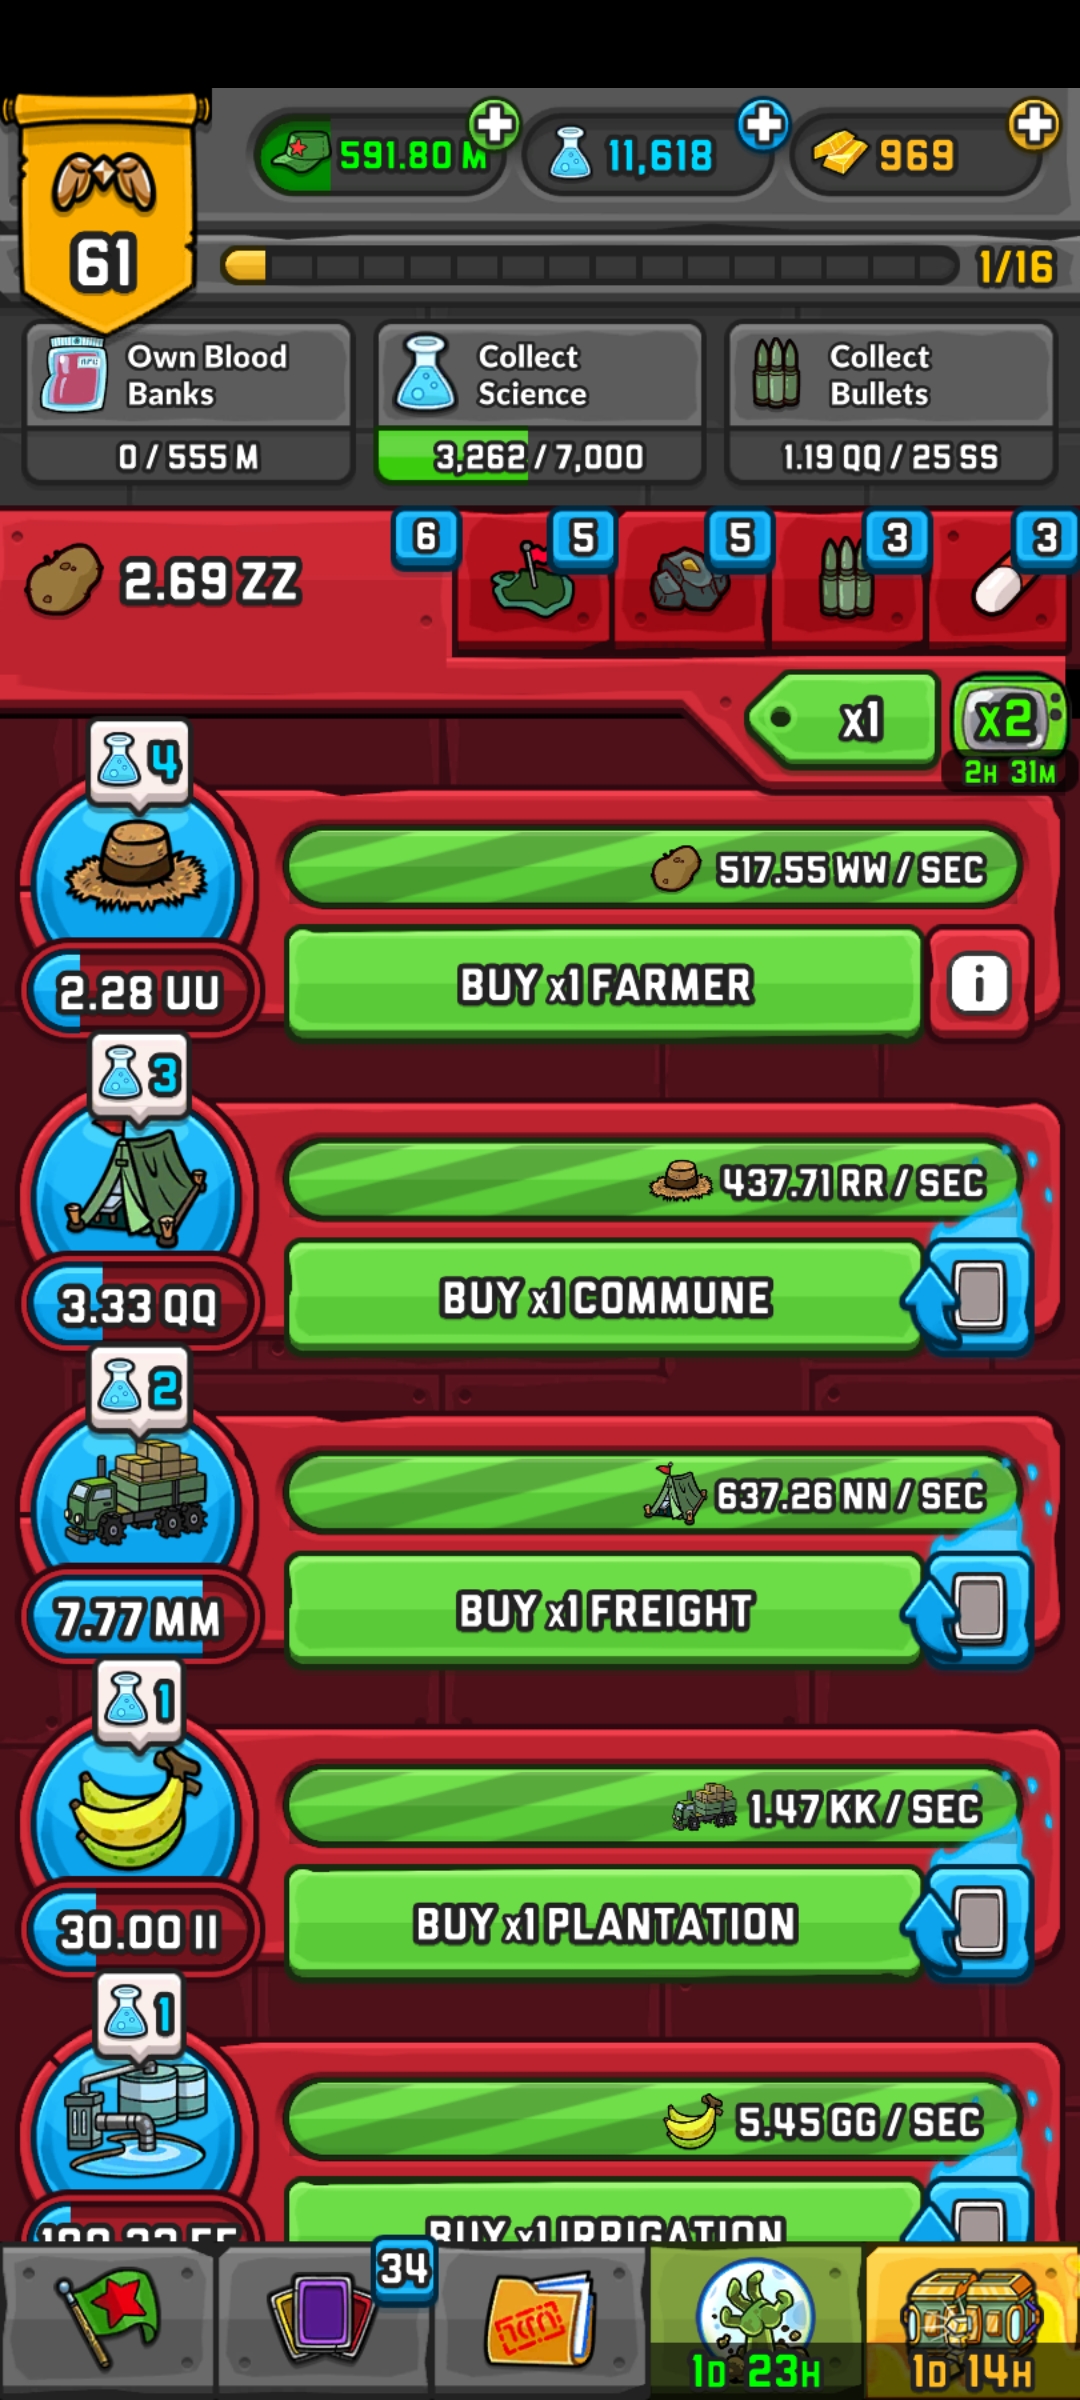 591.80 M
11,618
969
61
1/16
Own Blood
Banks
0 / 555 M
Collect
Science
3,262 / 7,000
Collect
Bullets
1.19 QQ / 25 SS
2.69 ZZ
6
5
5
3
3
x1
x2
2H 31M
4
517.55 WW / SEC
2.28 UU
BUY x1 FARMER
i
3
437.71 RR / SEC
3.33 QQ
BUY x1 COMMUNE
2
637.26 NN / SEC
7.77 MM
BUY x1 FREIGHT
1
1.47 KK / SEC
30.00 II
BUY x1 PLANTATION
1
5.45 GG / SEC
BUY x1 IRRIGATION
34
1D 23H
1D 14H